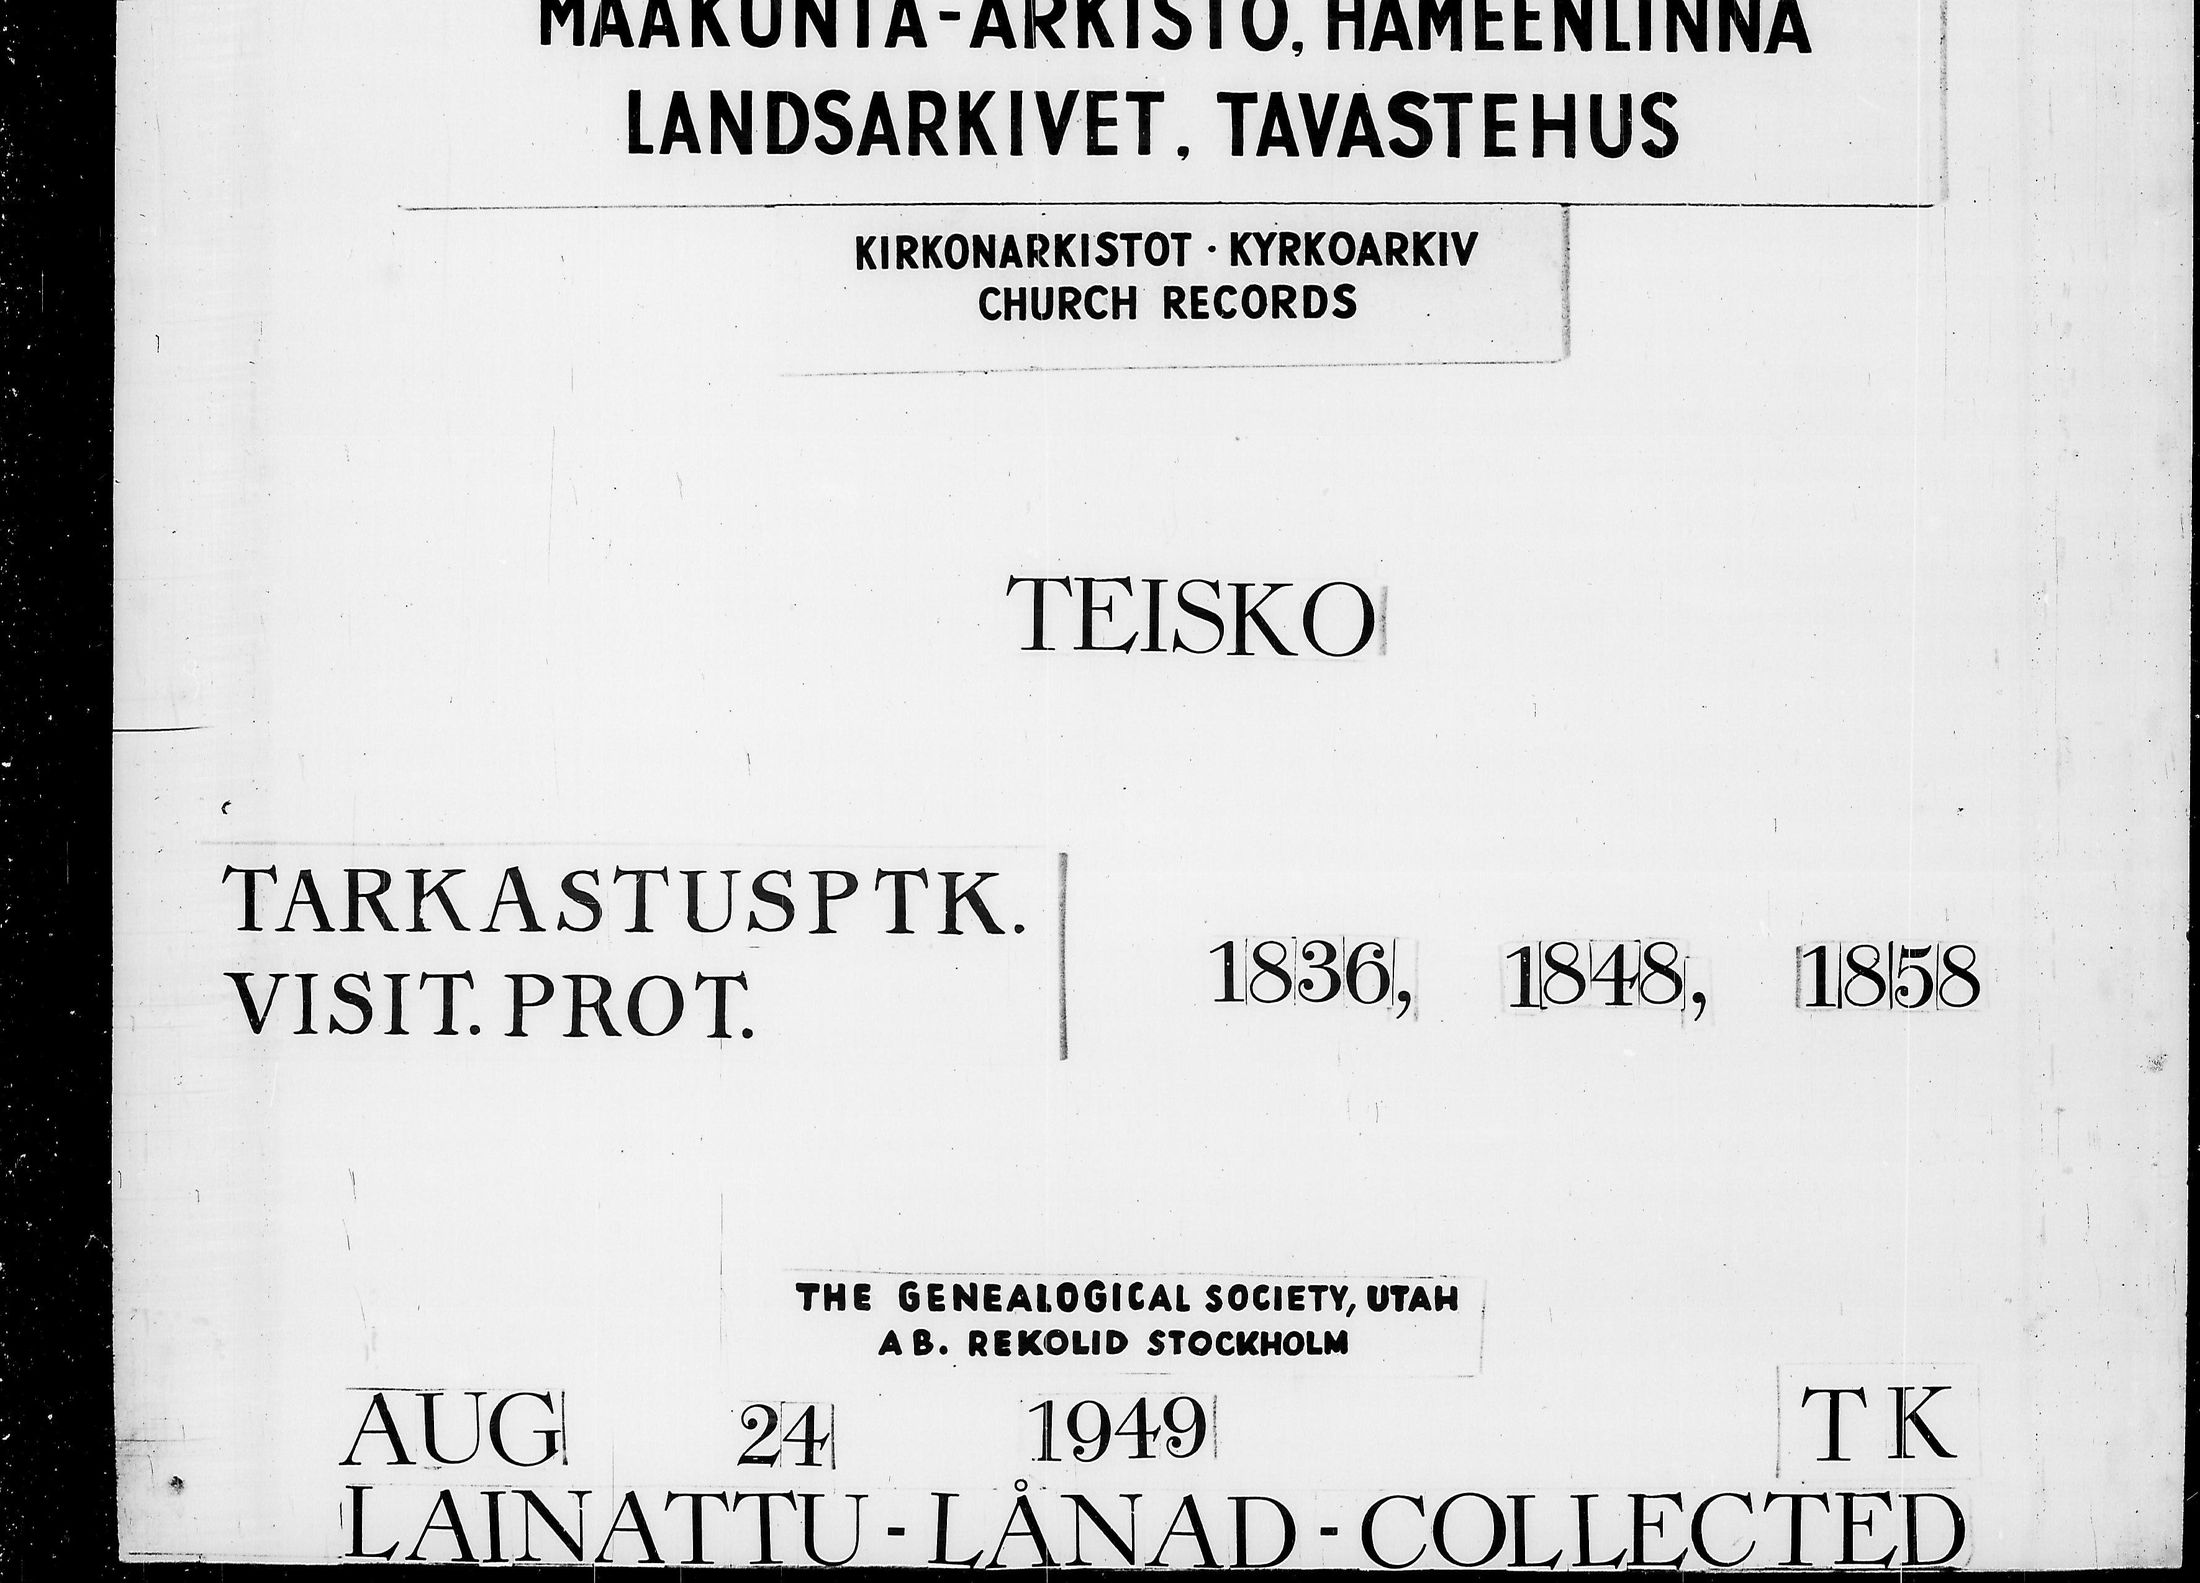 MAAKUNTA-ARKISTO, HÄMEENLINNA
LANDSARKIVET, TAVASTEHUS
KIRKONARKISTOT · KYRKOARKIV
CHURCH RECORDS
TEISKO
TARKASTUSPTK.
VISIT. PROT.
1836, 1848, 1858
THE GENEALOGICAL SOCIETY, UTAH
AB. REKOLID STOCKHOLM
AUG 24 1949 TK
LAINATTU - LÅNAD - COLLECTED